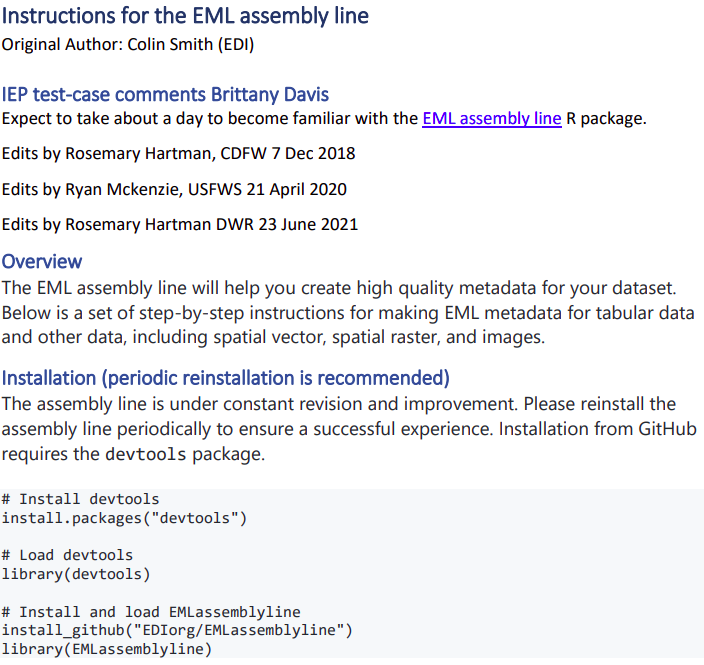 Instructions for the EML assembly line
Original Author: Colin Smith (EDI)
IEP test-case comments Brittany Davis
Expect to take about a day to become familiar with the EML assembly line R package.
Edits by Rosemary Hartman, CDFW 7 Dec 2018
Edits by Ryan Mckenzie, USFWS 21 April 2020
Edits by Rosemary Hartman DWR 23 June 2021
Overview
The EML assembly line will help you create high quality metadata for your dataset.
Below is a set of step-by-step instructions for making EML metadata for tabular data
and other data, including spatial vector, spatial raster, and images.
Installation (periodic reinstallation is recommended)
The assembly line is under constant revision and improvement. Please reinstall the
assembly line periodically to ensure a successful experience. Installation from GitHub
requires the devtools package.
# Install devtools
install.packages("devtools")
# Load devtools
library(devtools)
# Install and load EMLassemblyline
install_github("EDIorg/EMLassemblyline")
library(EMLassemblyline)